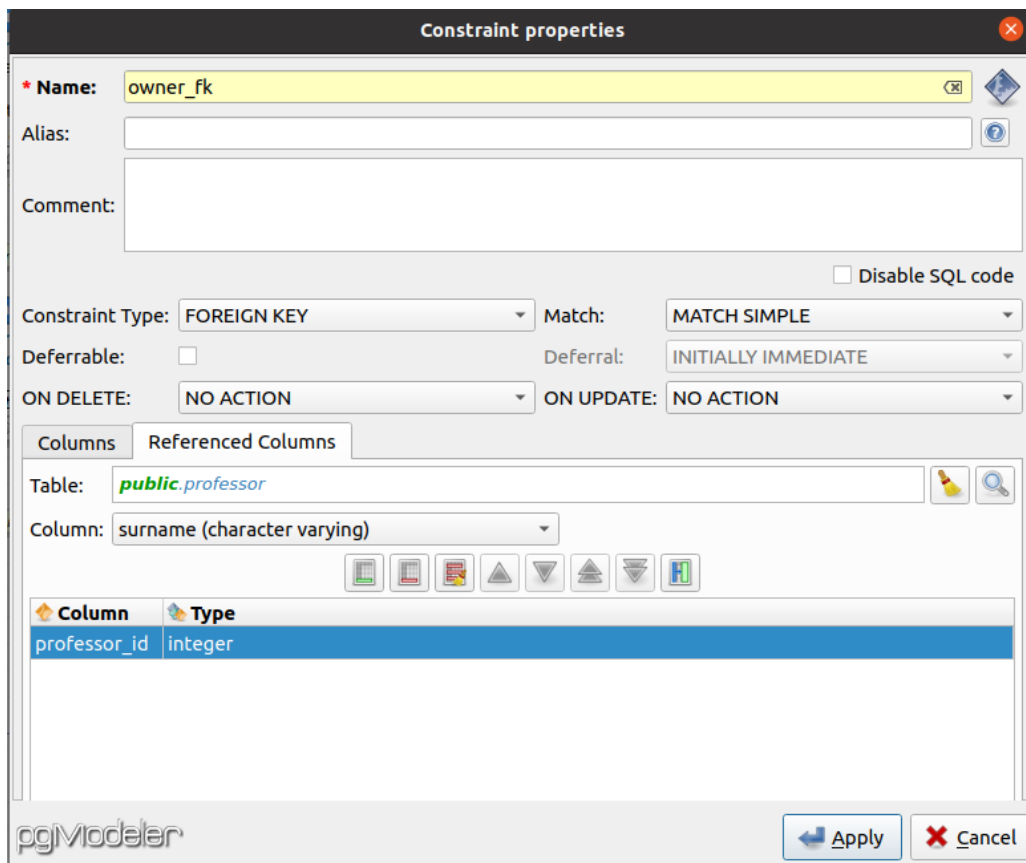 Constraint properties
* Name: owner_fk
Alias:
Comment:
Disable SQL code
Constraint Type: FOREIGN KEY Match: MATCH SIMPLE
Deferrable: Deferral: INITIALLY IMMEDIATE
ON DELETE: NO ACTION ON UPDATE: NO ACTION
Columns Referenced Columns
Table: public.professor
Column: surname (character varying)
Column Type
professor_id integer
pgModeler Apply Cancel